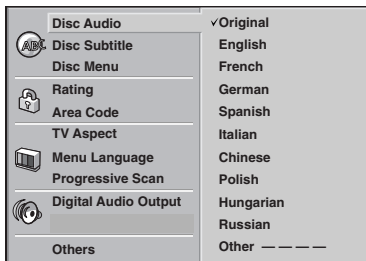 Disc Audio
ABC Disc Subtitle
Disc Menu
Rating
Area Code
TV Aspect
Menu Language
Progressive Scan
Digital Audio Output
Others
✓Original
English
French
German
Spanish
Italian
Chinese
Polish
Hungarian
Russian
Other — — — —